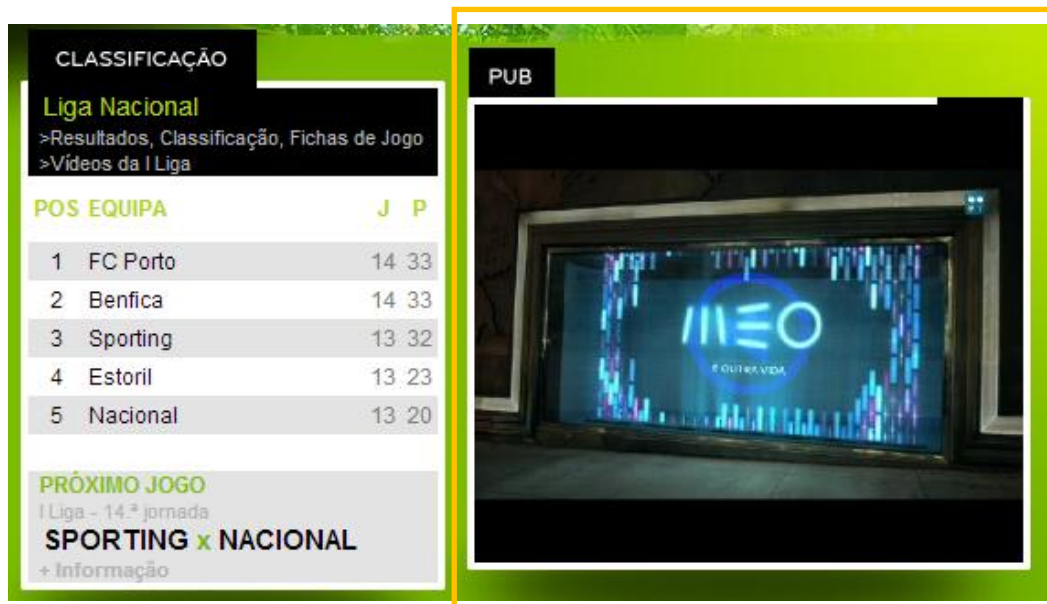 CLASSIFICAÇÃO
Liga Nacional
>Resultados, Classificação, Fichas de Jogo
>Vídeos da I Liga
POS EQUIPA J P
1 FC Porto 14 33
2 Benfica 14 33
3 Sporting 13 32
4 Estoril 13 23
5 Nacional 13 20
PRÓXIMO JOGO
I Liga - 14.ª jornada
SPORTING x NACIONAL
+ Informação
PUB
MEO
E OUTRA VIDA